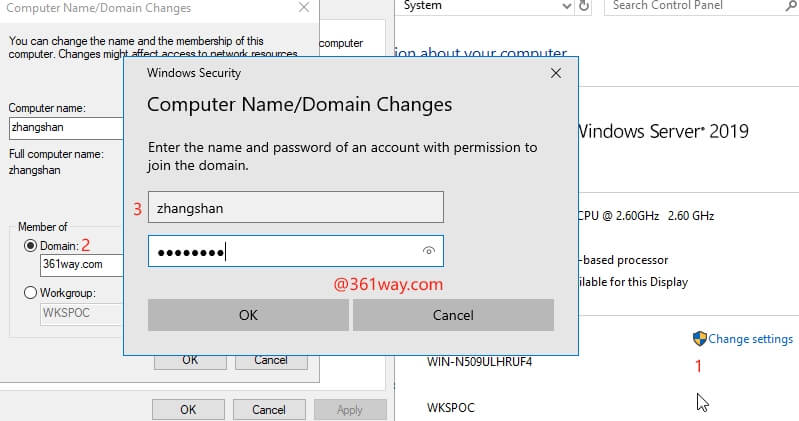 Computer Name/Domain Changes
You can change the name and the membership of this
computer. Changes might affect access to network resources.
Computer name:
zhangshan
Full computer name:
zhangshan
Member of
Domain: 2
361way.com
Workgroup:
WKSPOC
OK
Cancel
computer
OK
Cancel
Apply
Windows Security
Computer Name/Domain Changes
Enter the name and password of an account with permission to
join the domain.
3
zhangshan
●●●●●●●●
@361way.com
OK
Cancel
System
Search Control Panel
ion about your computer
Windows Server® 2019
CPU @ 2.60GHz 2.60 GHz
-based processor
ilable for this Display
Change settings
WIN-N509ULHRUF4
1
WKSPOC